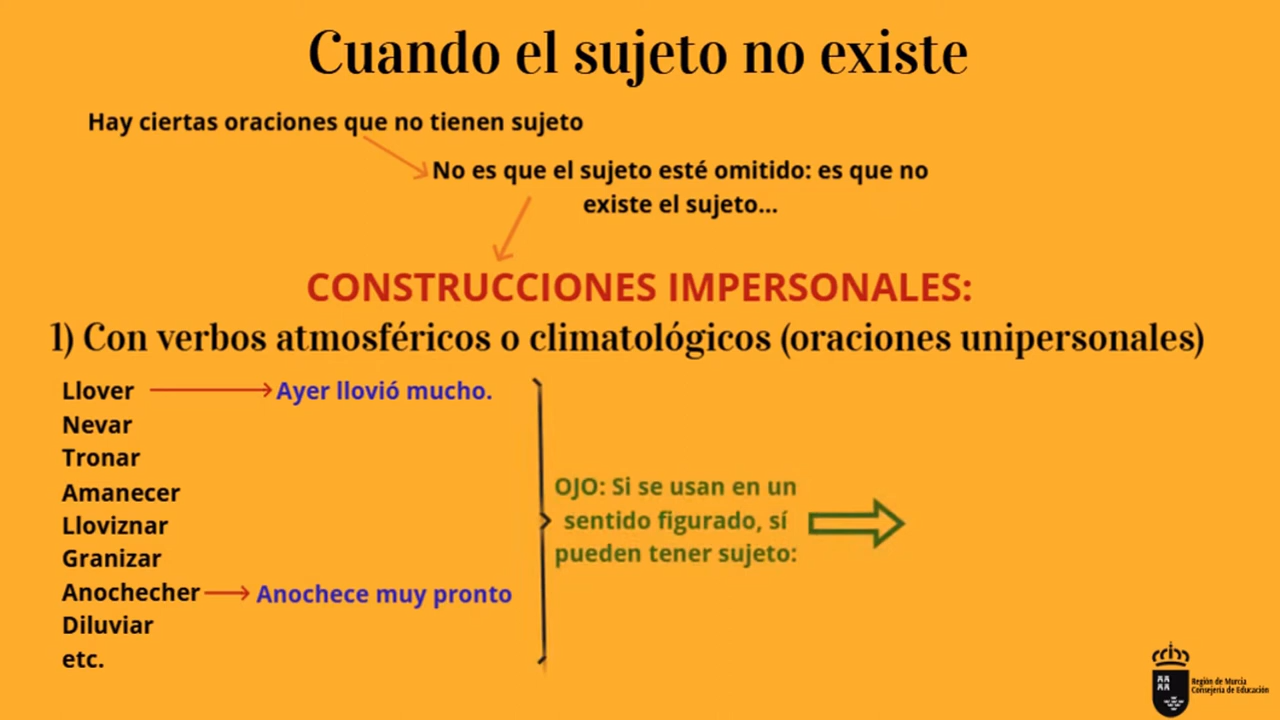 Cuando el sujeto no existe
Hay ciertas oraciones que no tienen sujeto
No es que el sujeto esté omitido: es que no
existe el sujeto...
CONSTRUCCIONES IMPERSONALES:
1) Con verbos atmosféricos o climatológicos (oraciones unipersonales)
Llover
Ayer llovió mucho.
Nevar
Tronar
Amanecer
Lloviznar
Granizar
Anochecher
Anochece muy pronto
Diluviar
etc.
OJO: Si se usan en un
sentido figurado, sí
pueden tener sujeto:
Región de Murcia
Consejería de Educación